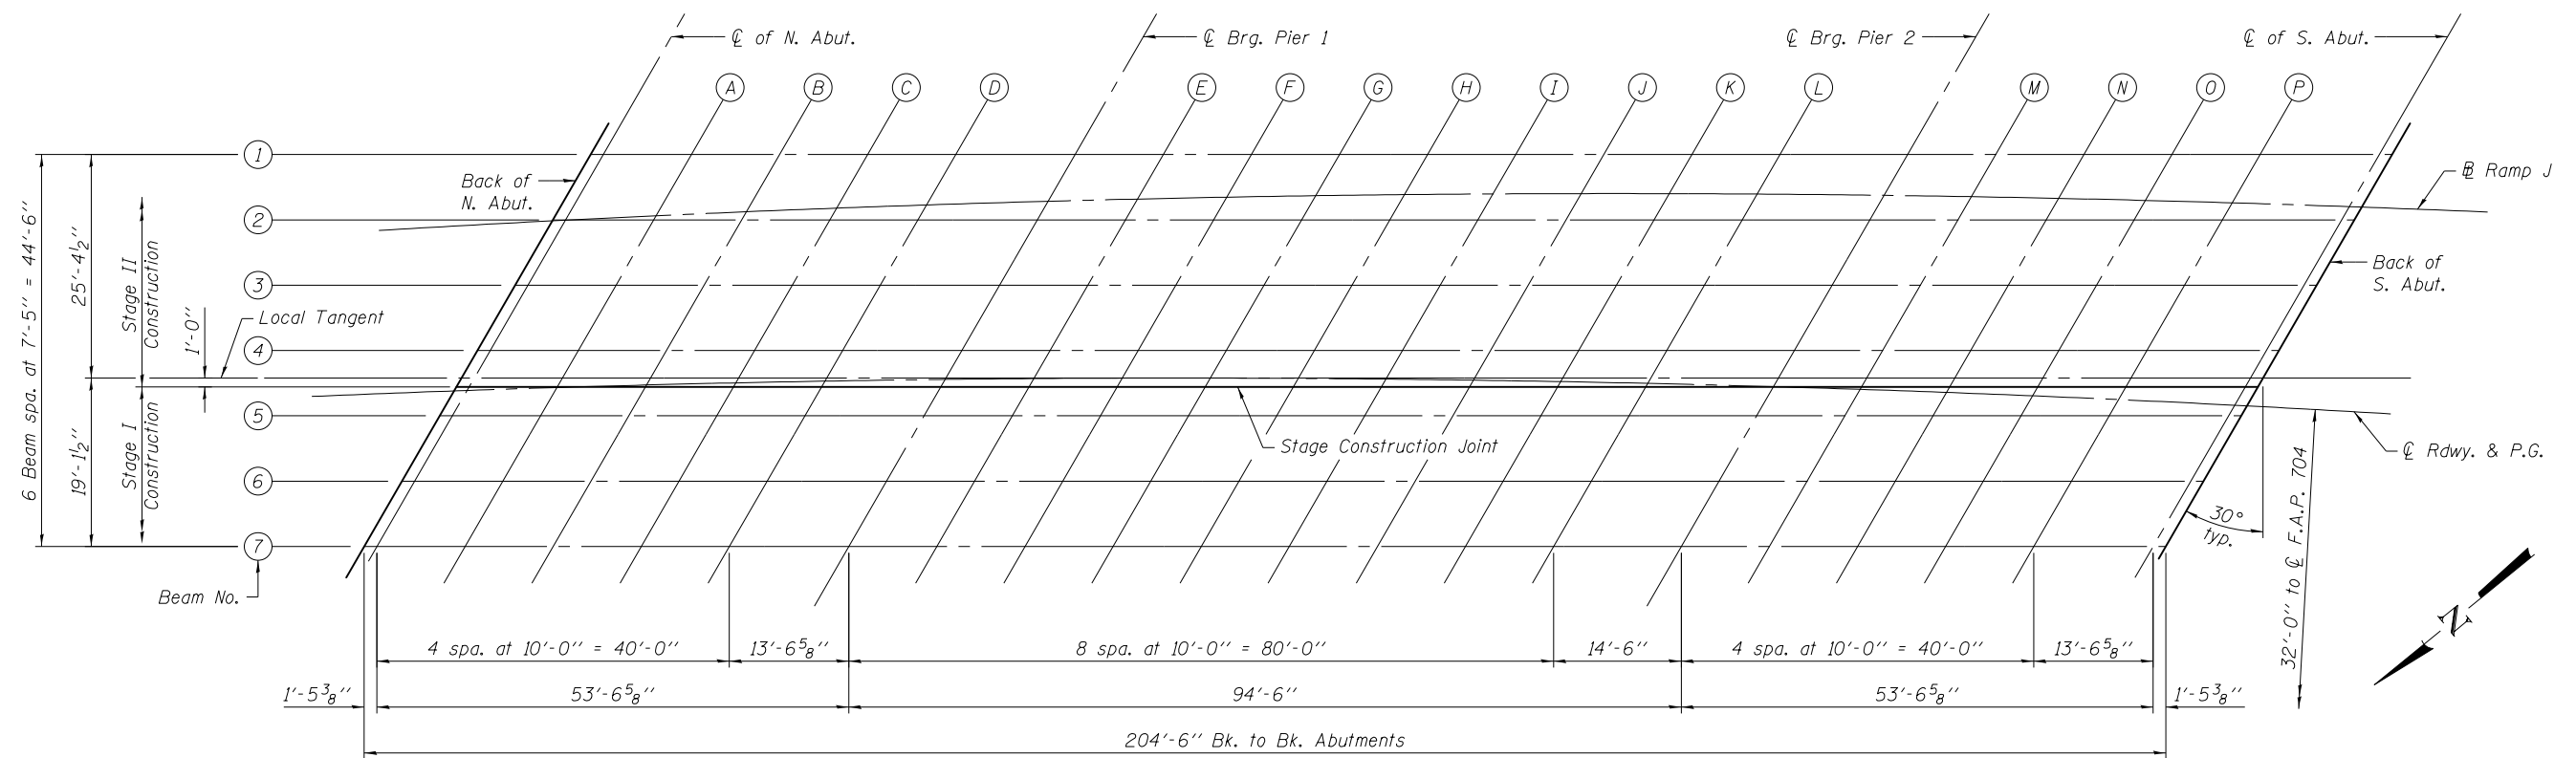 ℄ of N. Abut.
℄ Brg. Pier 1
℄ Brg. Pier 2
℄ of S. Abut.
A
B
C
D
E
F
G
H
I
J
K
L
M
N
O
P
1
2
3
4
5
6
7
Back of
N. Abut.
Ramp J
Back of
S. Abut.
6 Beam spa. at 7'-5" = 44'-6"
25'-4½"
19'-1½"
Stage II
Construction
Stage I
Construction
1'-0"
Local Tangent
Stage Construction Joint
℄ Rdwy. & P.G.
32'-0" to ℄ F.A.P. 704
30°
typ.
Beam No.
N
4 spa. at 10'-0" = 40'-0"
13'-6⅝"
8 spa. at 10'-0" = 80'-0"
14'-6"
4 spa. at 10'-0" = 40'-0"
13'-6⅝"
1'-5⅜"
53'-6⅝"
94'-6"
53'-6⅝"
1'-5⅜"
204'-6" Bk. to Bk. Abutments